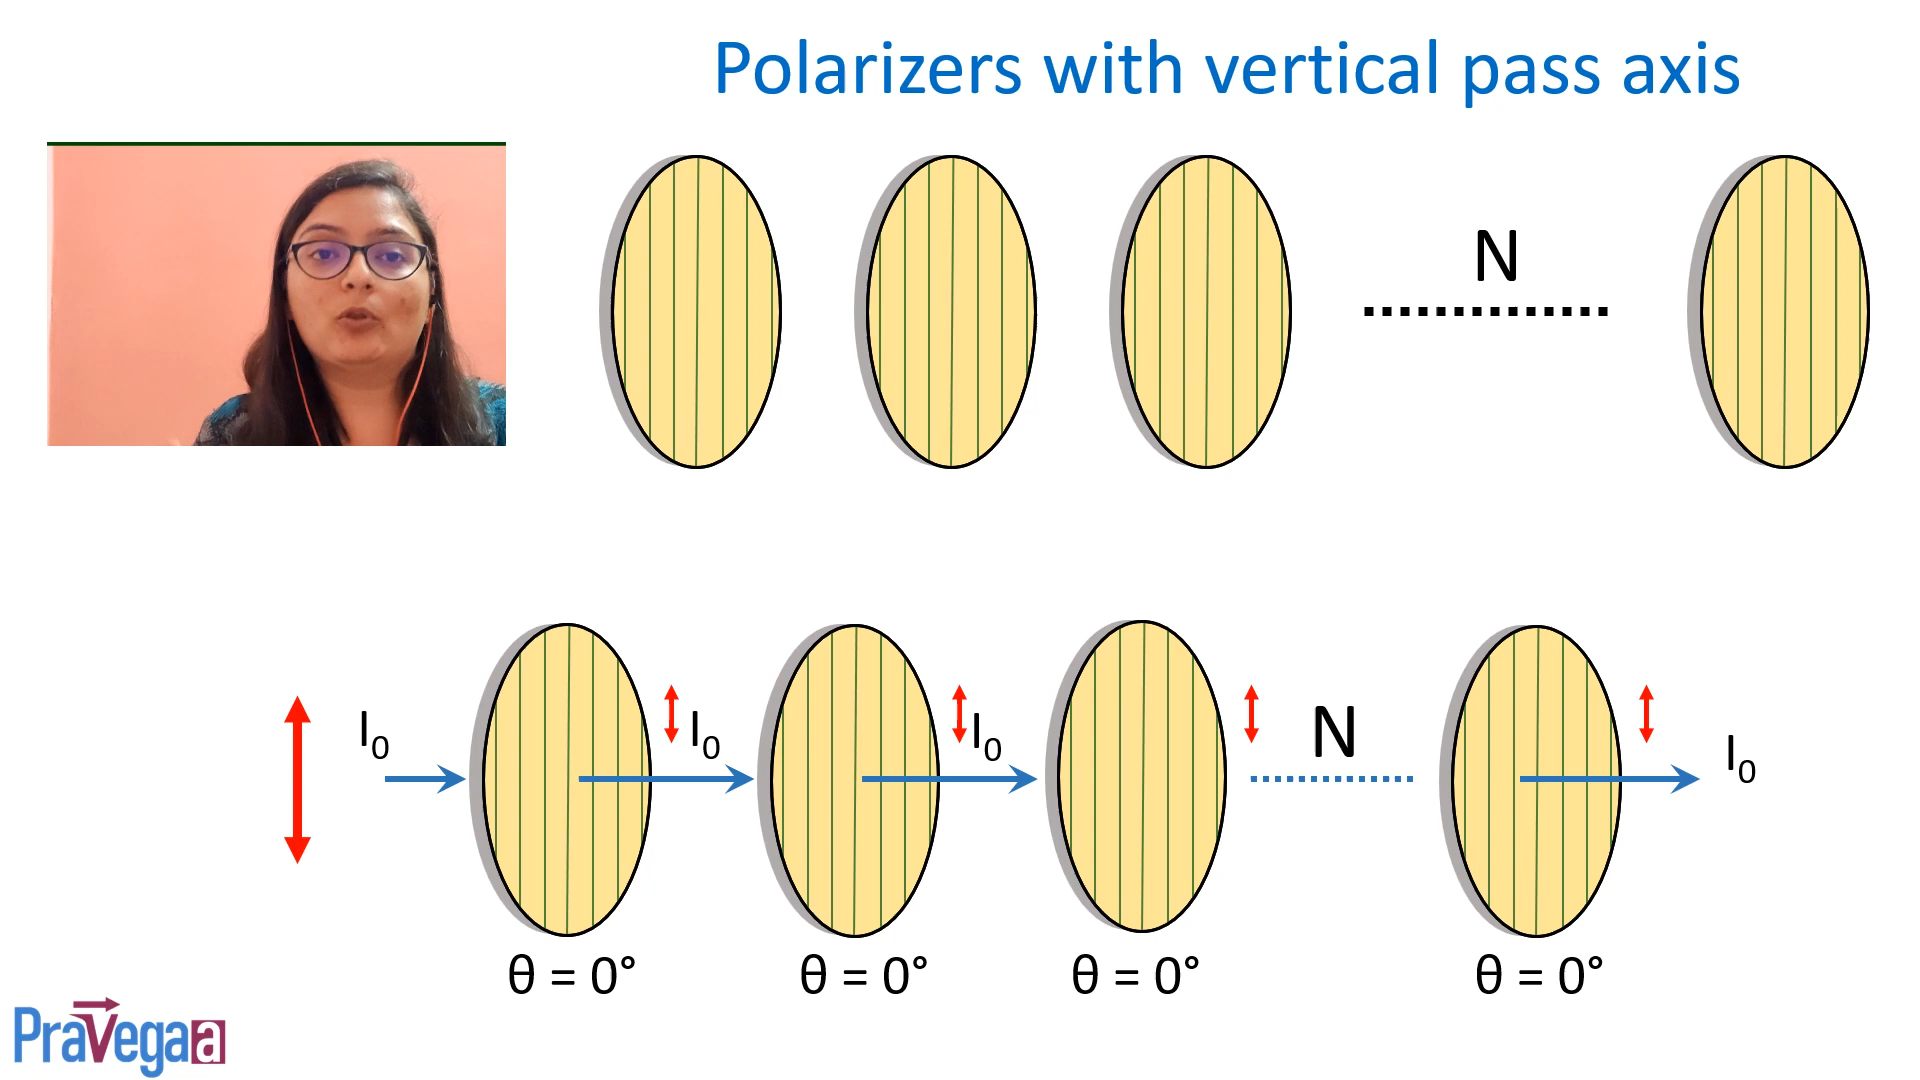 Polarizers with vertical pass axis
N
I₀ I₀ I₀ N I₀
θ = 0° θ = 0° θ = 0° θ = 0°
PraVegaa